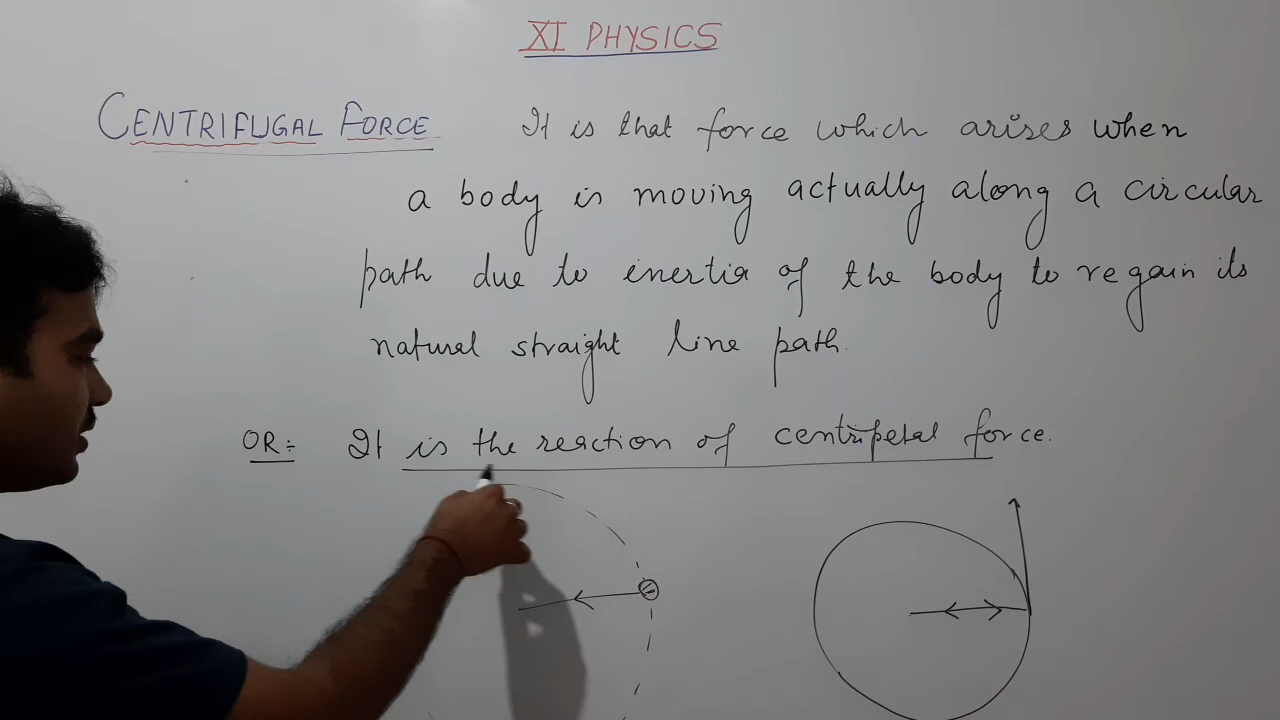 XI PHYSICS
CENTRIFUGAL FORCE It is that force which arises when
a body is moving actually along a circular
path due to inertia of the body to regain its
natural straight line path.
OR:- It is the reaction of centripetal force.